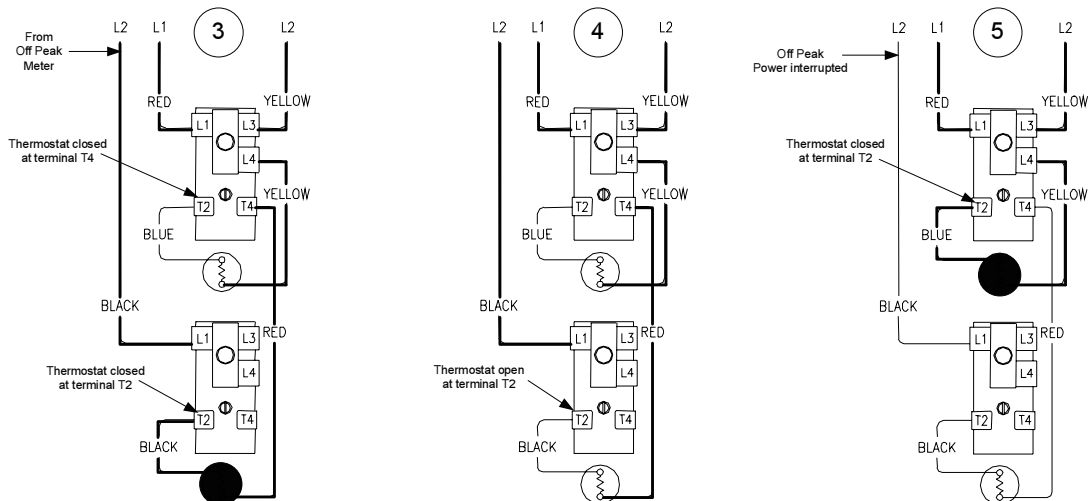 3
L2
L1
L2
From
Off Peak
Meter
RED
YELLOW
L1
L3
L4
Thermostat closed
at terminal T4
YELLOW
T2
T4
BLUE
BLACK
RED
L1
L3
L4
Thermostat closed
at terminal T2
T2
T4
BLACK
4
L2
L1
L2
RED
YELLOW
L1
L3
L4
YELLOW
T2
T4
BLUE
BLACK
RED
L1
L3
L4
Thermostat open
at terminal T2
T2
T4
BLACK
5
L2
L1
L2
Off Peak
Power interrupted
RED
YELLOW
L1
L3
L4
Thermostat closed
at terminal T2
YELLOW
T2
T4
BLUE
BLACK
RED
L1
L3
L4
T2
T4
BLACK